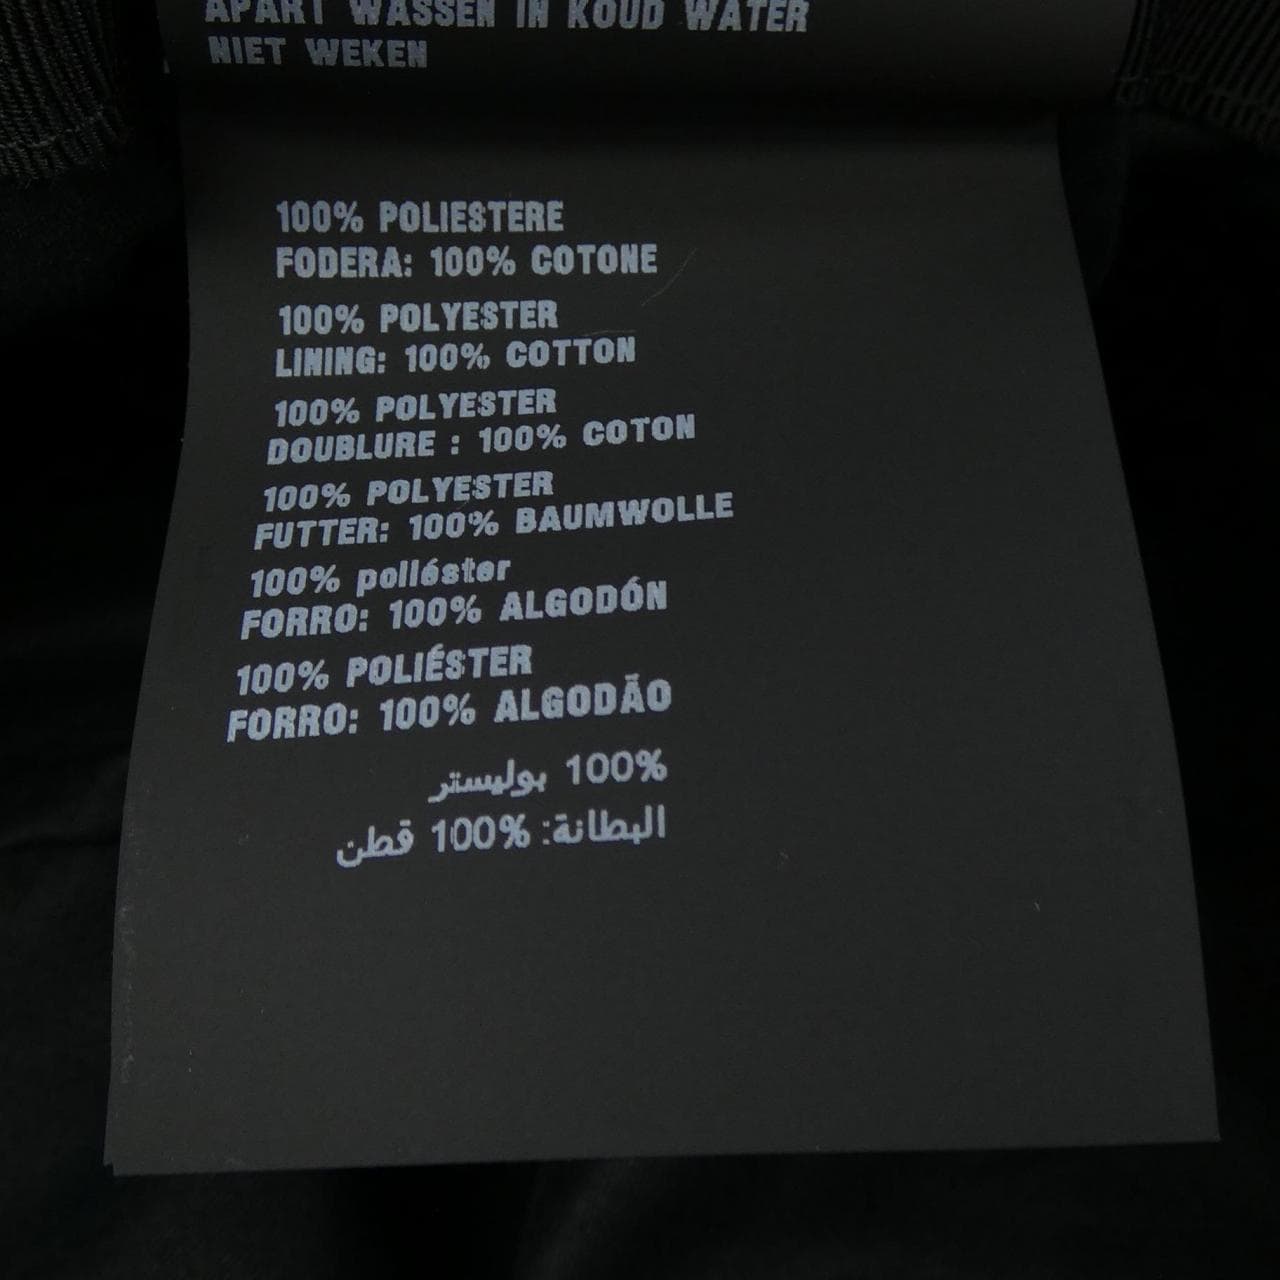 APART WASSEN IN KOUD WATER
NIET WEKEN
100% POLIESTERE
FODERA: 100% COTONE
100% POLYESTER
LINING: 100% COTTON
100% POLYESTER
DOUBLURE : 100% COTON
100% POLYESTER
FUTTER: 100% BAUMWOLLE
100% poliéster
FORRO: 100% ALGODÓN
100% POLIÉSTER
FORRO: 100% ALGODÃO
100% بوليستر
البطانة: 100% قطن